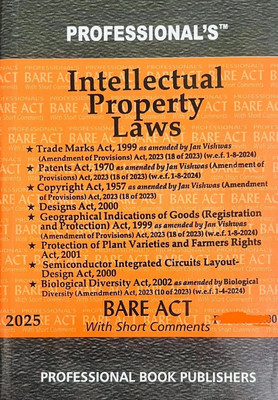 PROFESSIONAL'S™
BARE ACT
Intellectual
Property
Laws
★ Trade Marks Act, 1999 as amended by Jan Vishwas
(Amendment of Provisions) Act, 2023 (18 of 2023) (w.e.f. 1-8-2024)
★ Patents Act, 1970 as amended by Jan Vishwas (Amendment of
Provisions) Act, 2023 (18 of 2023) (w.e.f. 1-8-2024)
★ Copyright Act, 1957 as amended by Jan Vishwas (Amendment
of Provisions) Act, 2023 (18 of 2023)
★ Designs Act, 2000
★ Geographical Indications of Goods (Registration
and Protection) Act, 1999 as amended by Jan Vishwas
(Amendment of Provisions) Act, 2023 (18 of 2023) (w.e.f. 1-8-2024)
★ Protection of Plant Varieties and Farmers Rights
Act, 2001
★ Semiconductor Integrated Circuits Layout-
Design Act, 2000
★ Biological Diversity Act, 2002 as amended by Biological
Diversity (Amendment) Act, 2023 (10 of 2023) (w.e.f. 1-4-2024)
2025
BARE ACT
With Short Comments
PROFESSIONAL BOOK PUBLISHERS